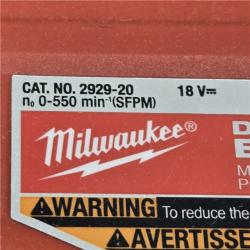 CAT. NO. 2929-20 18 V⎓
n₀ 0-550 min⁻¹(SFPM)
Milwaukee®
D
E
M
P
WARNING To reduce the
AVERTISSE